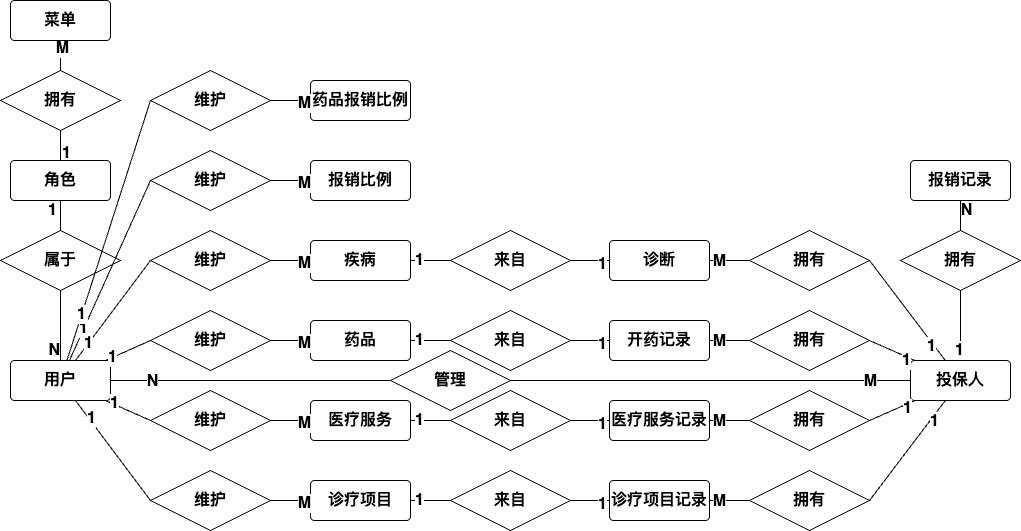 菜单
M
拥有
1
角色
1
属于
N
维护
M
药品报销比例
维护
M
报销比例
报销记录
N
拥有
1
维护
M
疾病
1
来自
1
诊断
M
拥有
1
1
1
1
1
维护
M
药品
1
来自
1
开药记录
M
拥有
1
1
用户
N
管理
M
投保人
1
维护
M
医疗服务
1
来自
1
医疗服务记录
M
拥有
1
1
维护
M
诊疗项目
1
来自
1
诊疗项目记录
M
拥有
1